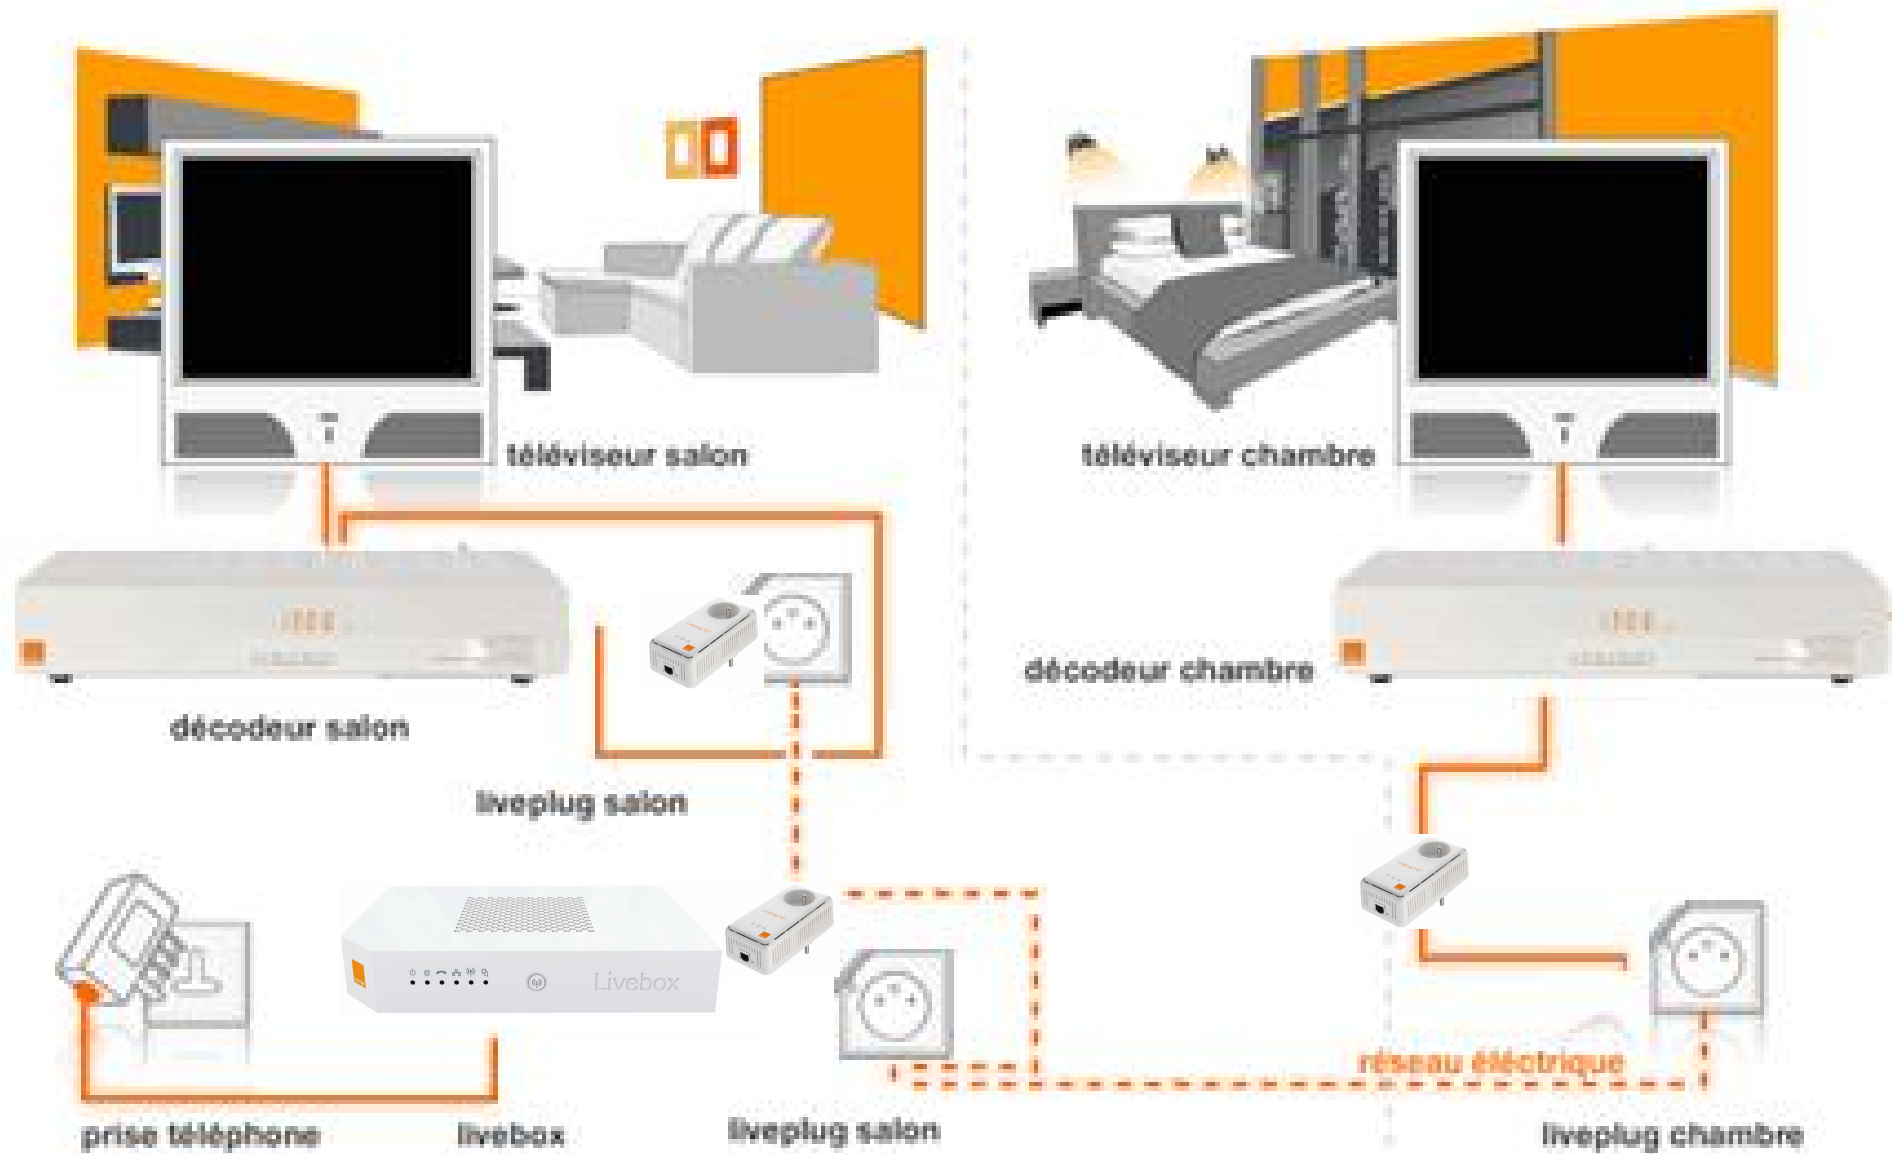 téléviseur salon
téléviseur chambre
décodeur salon
décodeur chambre
liveplug salon
Livebox
réseau éléctrique
prise téléphone
livebox
liveplug salon
liveplug chambre